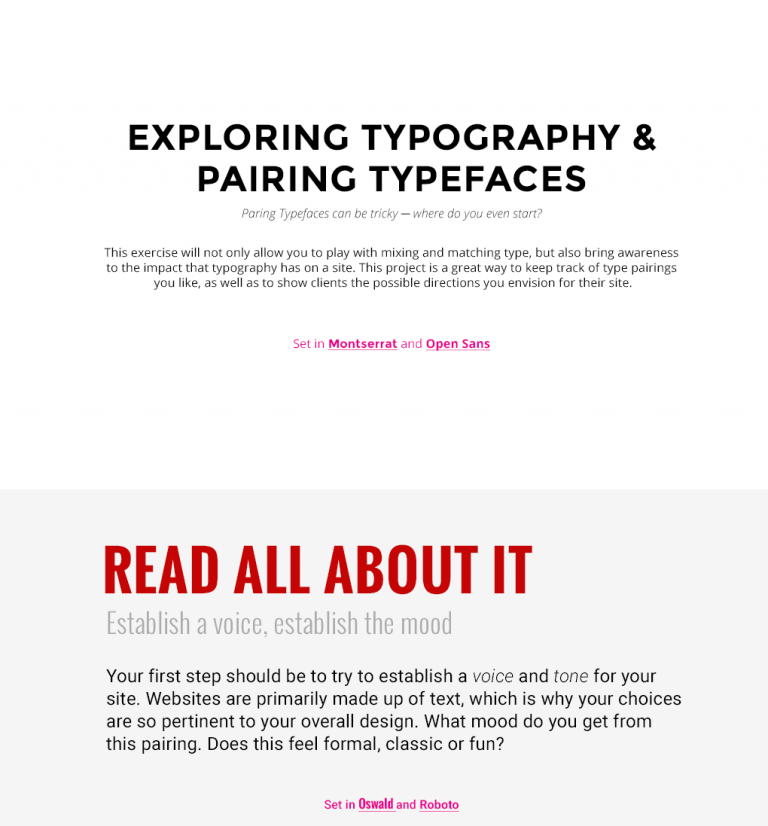 EXPLORING TYPOGRAPHY &
PAIRING TYPEFACES
Paring Typefaces can be tricky — where do you even start?
This exercise will not only allow you to play with mixing and matching type, but also bring awareness
to the impact that typography has on a site. This project is a great way to keep track of type pairings
you like, as well as to show clients the possible directions you envision for their site.
Set in Montserrat and Open Sans
READ ALL ABOUT IT
Establish a voice, establish the mood
Your first step should be to try to establish a voice and tone for your
site. Websites are primarily made up of text, which is why your choices
are so pertinent to your overall design. What mood do you get from
this pairing. Does this feel formal, classic or fun?
Set in Oswald and Roboto